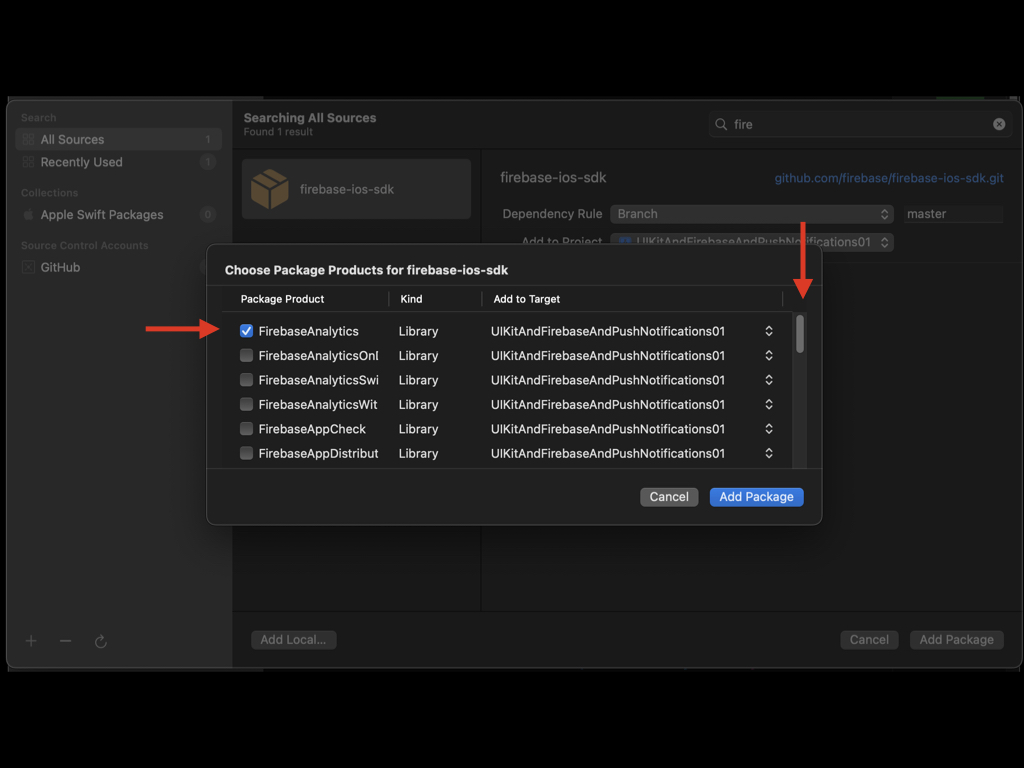 Search
All Sources 1
Recently Used 1
Collections
Apple Swift Packages 0
Source Control Accounts
GitHub
Searching All Sources
Found 1 result
fire
firebase-ios-sdk
firebase-ios-sdk github.com/firebase/firebase-ios-sdk.git
Dependency Rule Branch master
Add to Project UIKitAndFirebaseAndPushNotifications01
Choose Package Products for firebase-ios-sdk
Package Product Kind Add to Target
FirebaseAnalytics Library UIKitAndFirebaseAndPushNotifications01
FirebaseAnalyticsOnl Library UIKitAndFirebaseAndPushNotifications01
FirebaseAnalyticsSwi Library UIKitAndFirebaseAndPushNotifications01
FirebaseAnalyticsWit Library UIKitAndFirebaseAndPushNotifications01
FirebaseAppCheck Library UIKitAndFirebaseAndPushNotifications01
FirebaseAppDistribut Library UIKitAndFirebaseAndPushNotifications01
Cancel Add Package
Add Local... Cancel Add Package